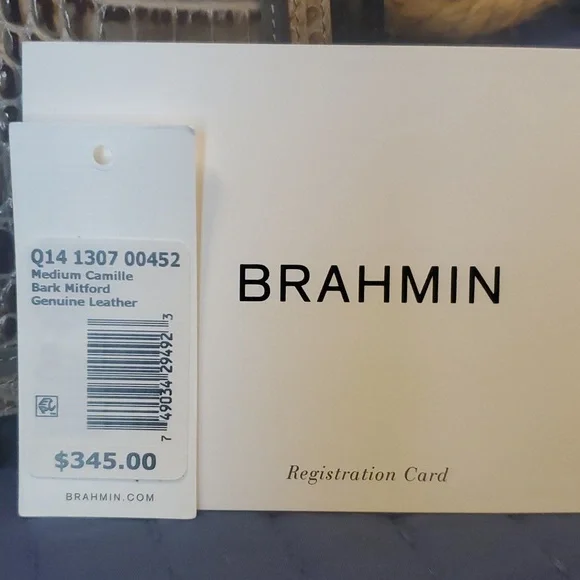 Q14 1307 00452
Medium Camille
Bark Mitford
Genuine Leather
7 49034 29492 3
$345.00
BRAHMIN.COM
BRAHMIN
Registration Card